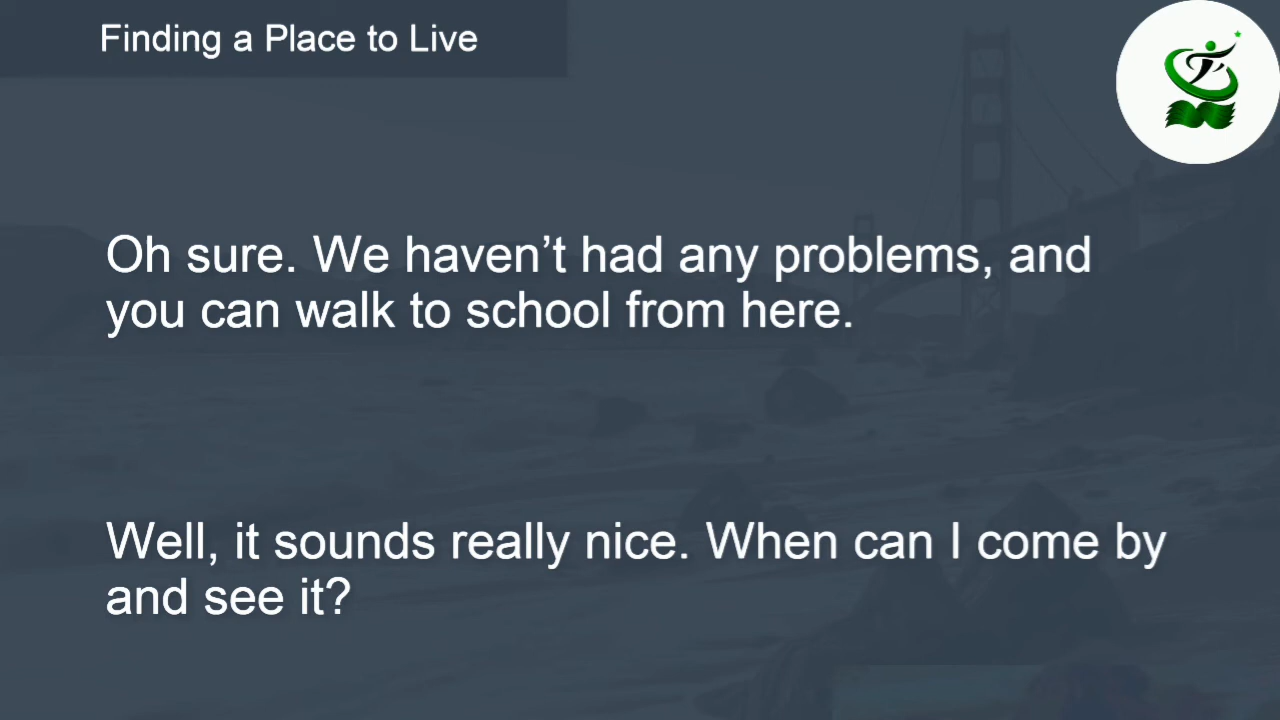 Finding a Place to Live
Oh sure. We haven’t had any problems, and
you can walk to school from here.
Well, it sounds really nice. When can I come by
and see it?